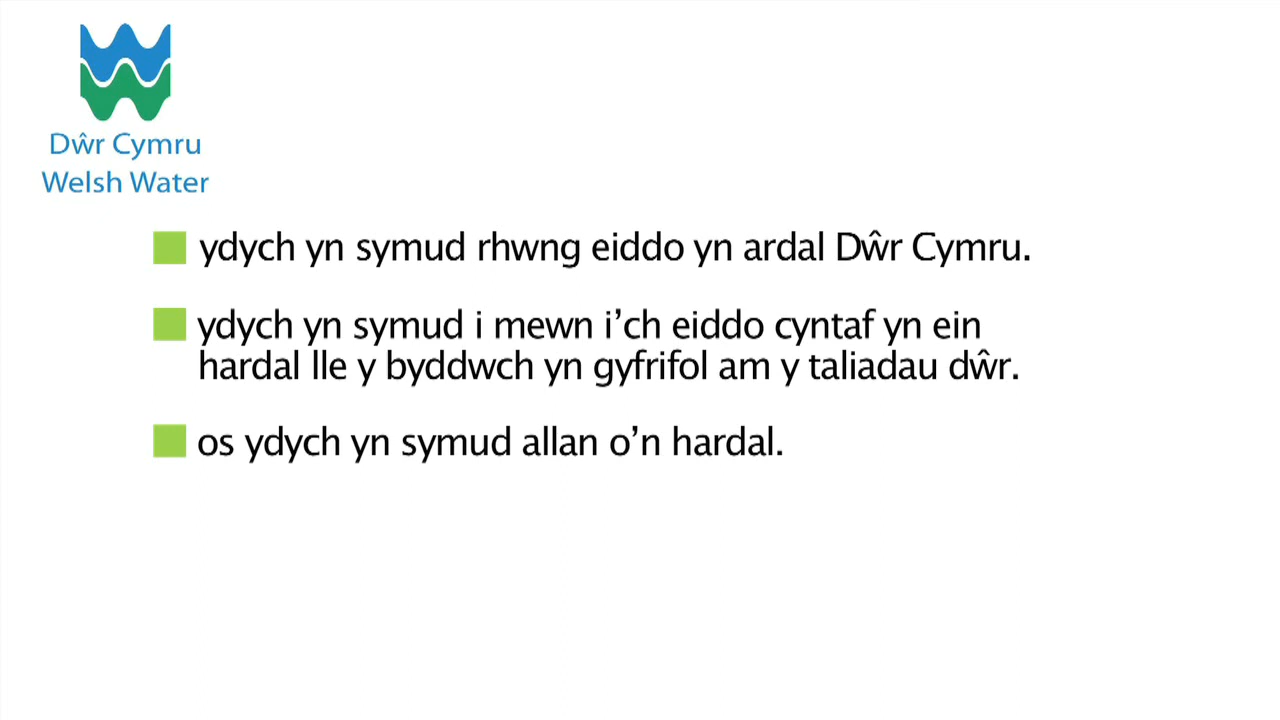 Dŵr Cymru
Welsh Water
ydych yn symud rhwng eiddo yn ardal Dŵr Cymru.
ydych yn symud i mewn i’ch eiddo cyntaf yn ein
hardal lle y byddwch yn gyfrifol am y taliadau dŵr.
os ydych yn symud allan o’n hardal.